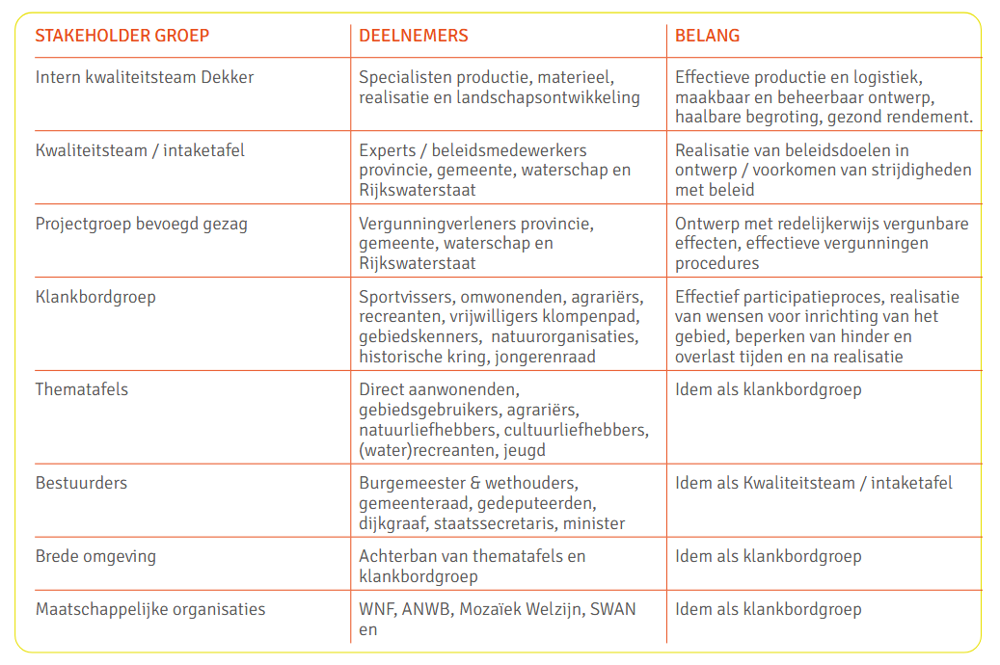 STAKEHOLDER GROEP
DEELNEMERS
BELANG
Intern kwaliteitsteam Dekker
Specialisten productie, materieel,
realisatie en landschapsontwikkeling
Effectieve productie en logistiek,
maakbaar en beheerbaar ontwerp,
haalbare begroting, gezond rendement.
Kwaliteitsteam / intaketafel
Experts / beleidsmedewerkers
provincie, gemeente, waterschap en
Rijkswaterstaat
Realisatie van beleidsdoelen in
ontwerp / voorkomen van strijdigheden
met beleid
Projectgroep bevoegd gezag
Vergunningverleners provincie,
gemeente, waterschap en
Rijkswaterstaat
Ontwerp met redelijkerwijs vergunbare
effecten, effectieve vergunningen
procedures
Klankbordgroep
Sportvissers, omwonenden, agrariërs,
recreanten, vrijwilligers klompenpad,
gebiedskenners, natuurorganisaties,
historische kring, jongerenraad
Effectief participatieproces, realisatie
van wensen voor inrichting van het
gebied, beperken van hinder en
overlast tijden en na realisatie
Thematafels
Direct aanwonenden,
gebiedsgebruikers, agrariërs,
natuurliefhebbers, cultuurliefhebbers,
(water)recreanten, jeugd
Idem als klankbordgroep
Bestuurders
Burgemeester & wethouders,
gemeenteraad, gedeputeerden,
dijkgraaf, staatssecretaris, minister
Idem als Kwaliteitsteam / intaketafel
Brede omgeving
Achterban van thematafels en
klankbordgroep
Idem als klankbordgroep
Maatschappelijke organisaties
WNF, ANWB, Mozaïek Welzijn, SWAN
en
Idem als klankbordgroep